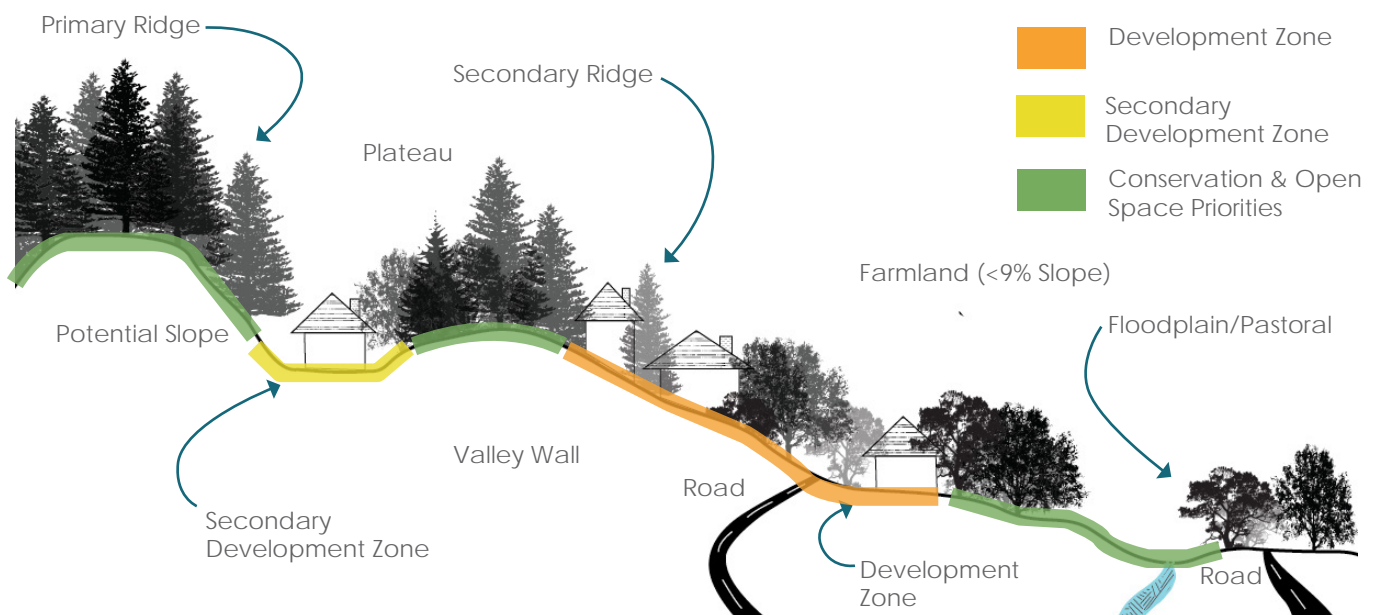 Primary Ridge
Secondary Ridge
Plateau
Development Zone
Secondary
Development Zone
Conservation & Open
Space Priorities
Farmland (<9% Slope)
Floodplain/Pastoral
Potential Slope
Valley Wall
Road
Secondary
Development Zone
Development
Zone
Road